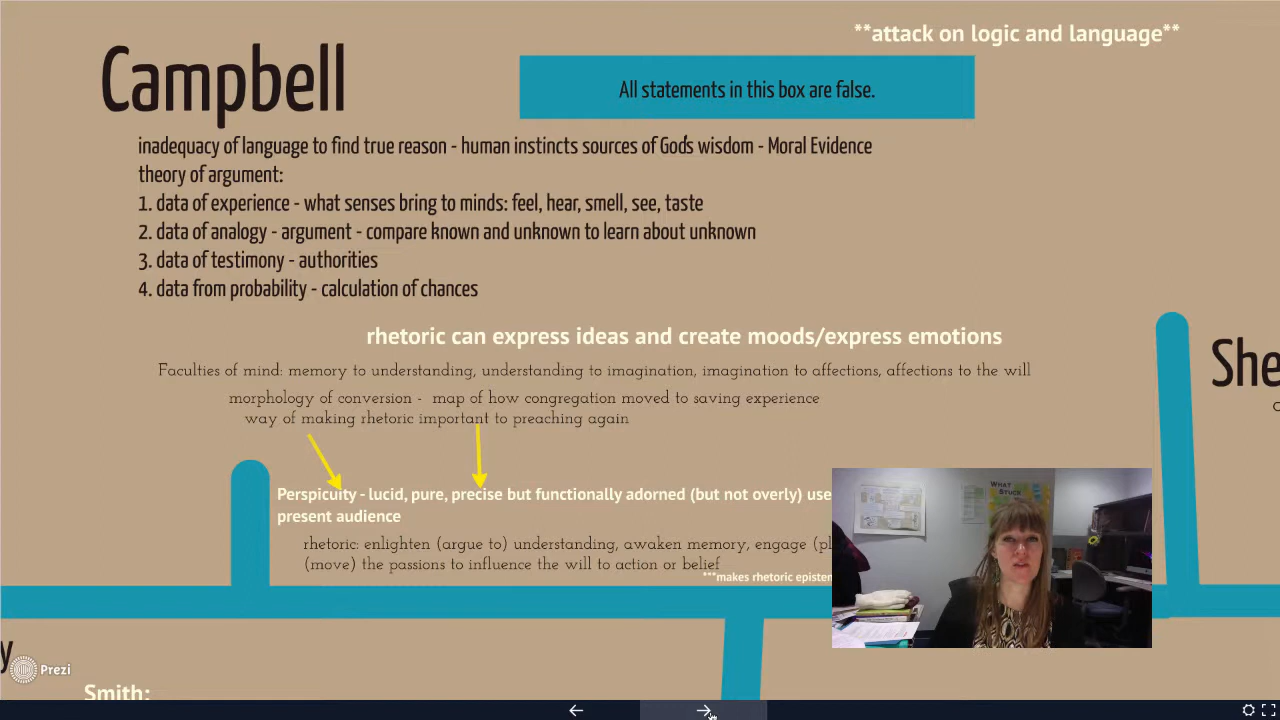 **attack on logic and language**
Campbell
All statements in this box are false.
inadequacy of language to find true reason - human instincts sources of God's wisdom - Moral Evidence
theory of argument:
1. data of experience - what senses bring to minds: feel, hear, smell, see, taste
2. data of analogy - argument - compare known and unknown to learn about unknown
3. data of testimony - authorities
4. data from probability - calculation of chances
rhetoric can express ideas and create moods/express emotions
She
Faculties of mind: memory to understanding, understanding to imagination, imagination to affections, affections to the will
morphology of conversion - map of how congregation moved to saving experience
way of making rhetoric important to preaching again
Perspicuity - lucid, pure, precise but functionally adorned (but not overly) use
present audience
WHAT
STUCK
rhetoric: enlighten (argue to) understanding, awaken memory, engage (pl
(move) the passions to influence the will to action or belief
***makes rhetoric epistem
y
Prezi
Smith: